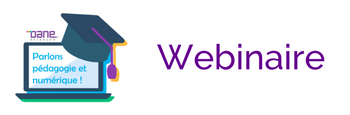 DANE
Parlons
pédagogie et
numérique !
Webinaire